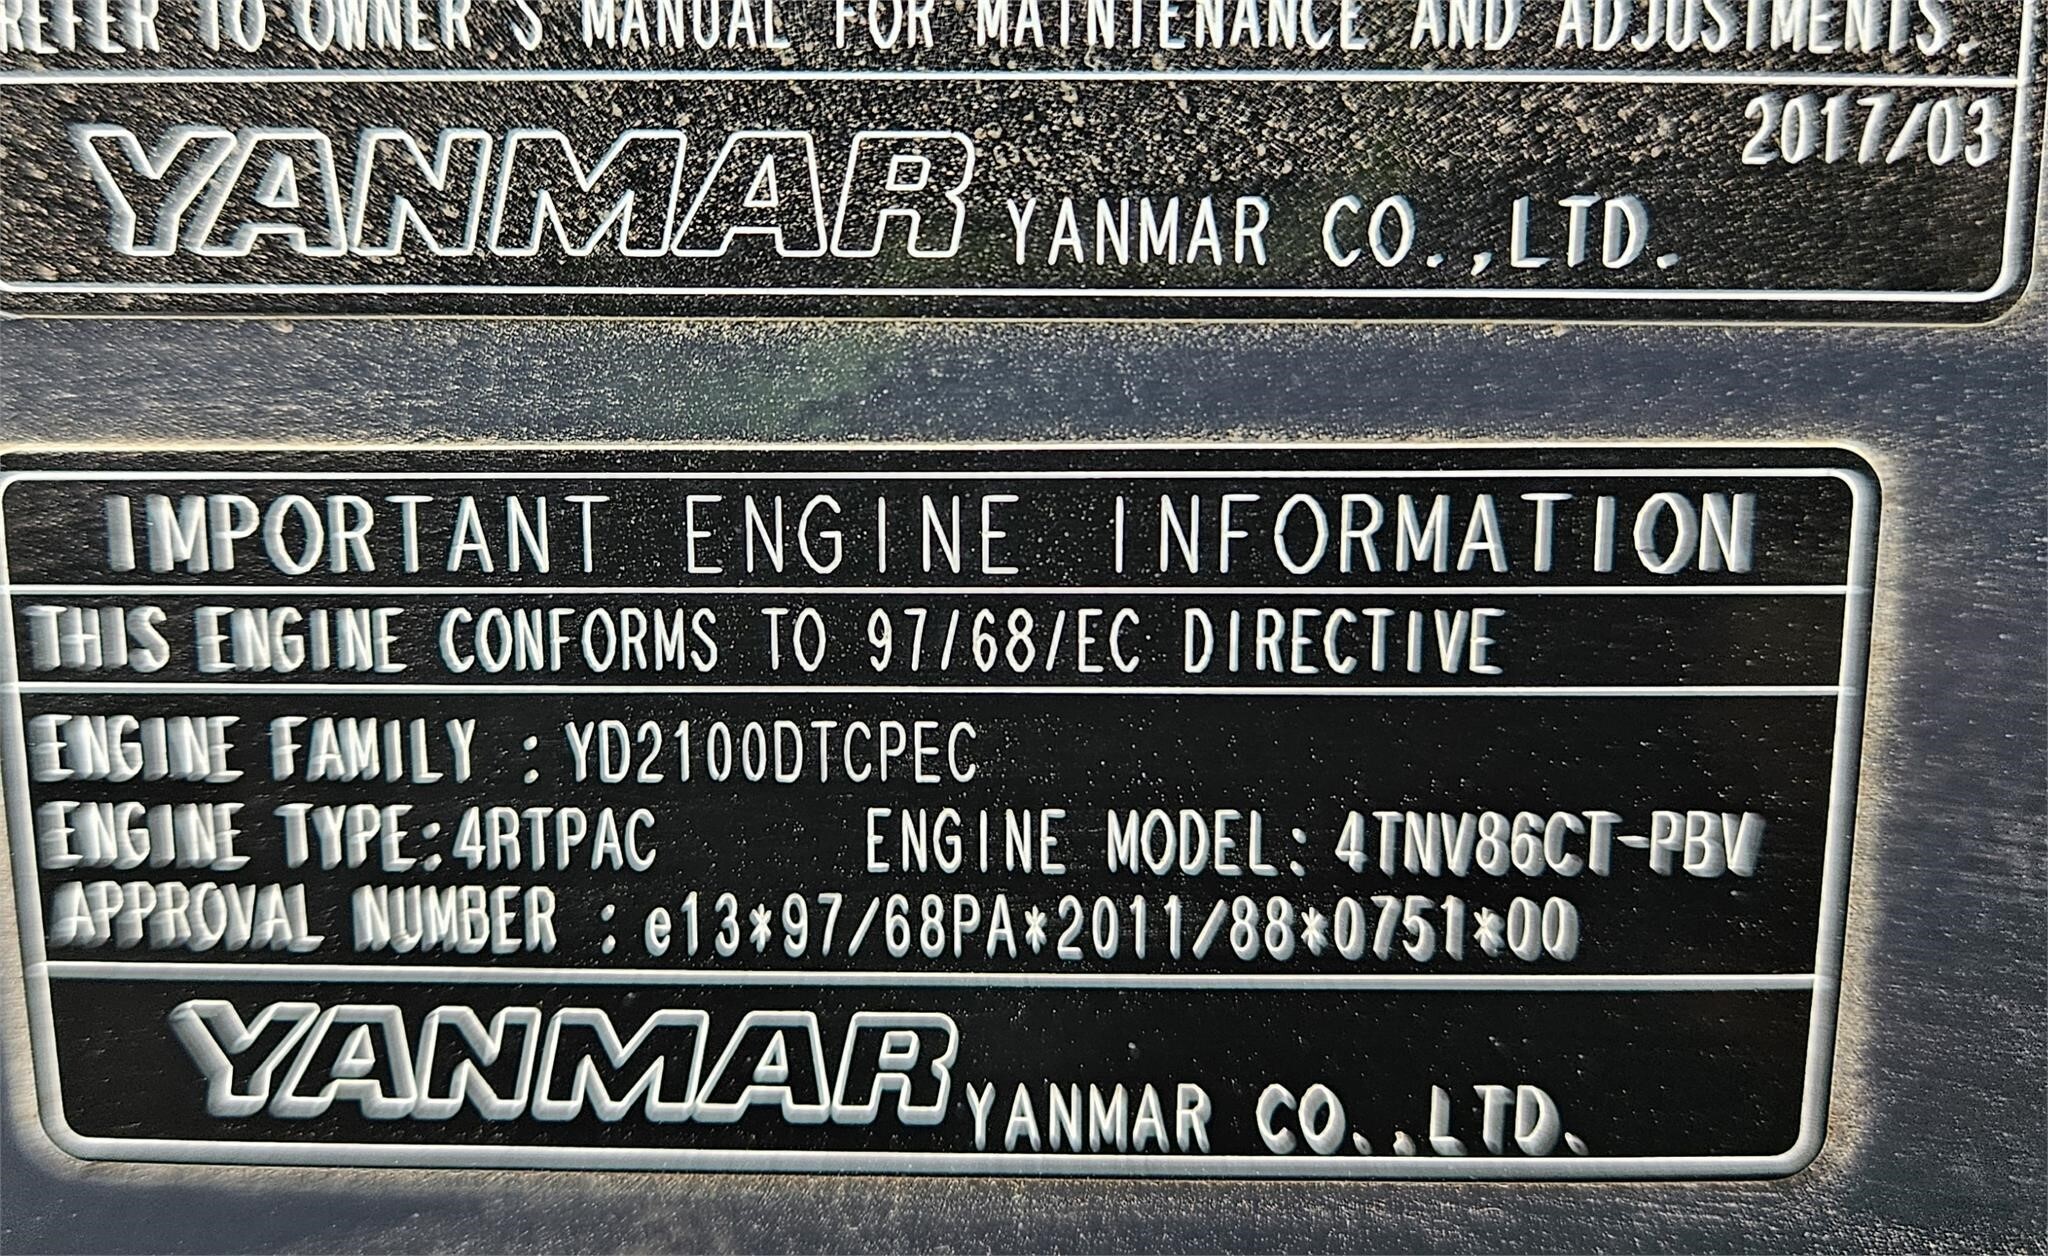 REFER TO OWNER'S MANUAL FOR MAINTENANCE AND ADJUSTMENTS.
2017/03
YANMAR YANMAR CO.,LTD.
IMPORTANT ENGINE INFORMATION
THIS ENGINE CONFORMS TO 97/68/EC DIRECTIVE
ENGINE FAMILY : YD2100DTCPEC
ENGINE TYPE:4RTPAC ENGINE MODEL: 4TNV86CT-PBV
APPROVAL NUMBER : e13*97/68PA*2011/88*0751*00
YANMAR YANMAR CO.,LTD.